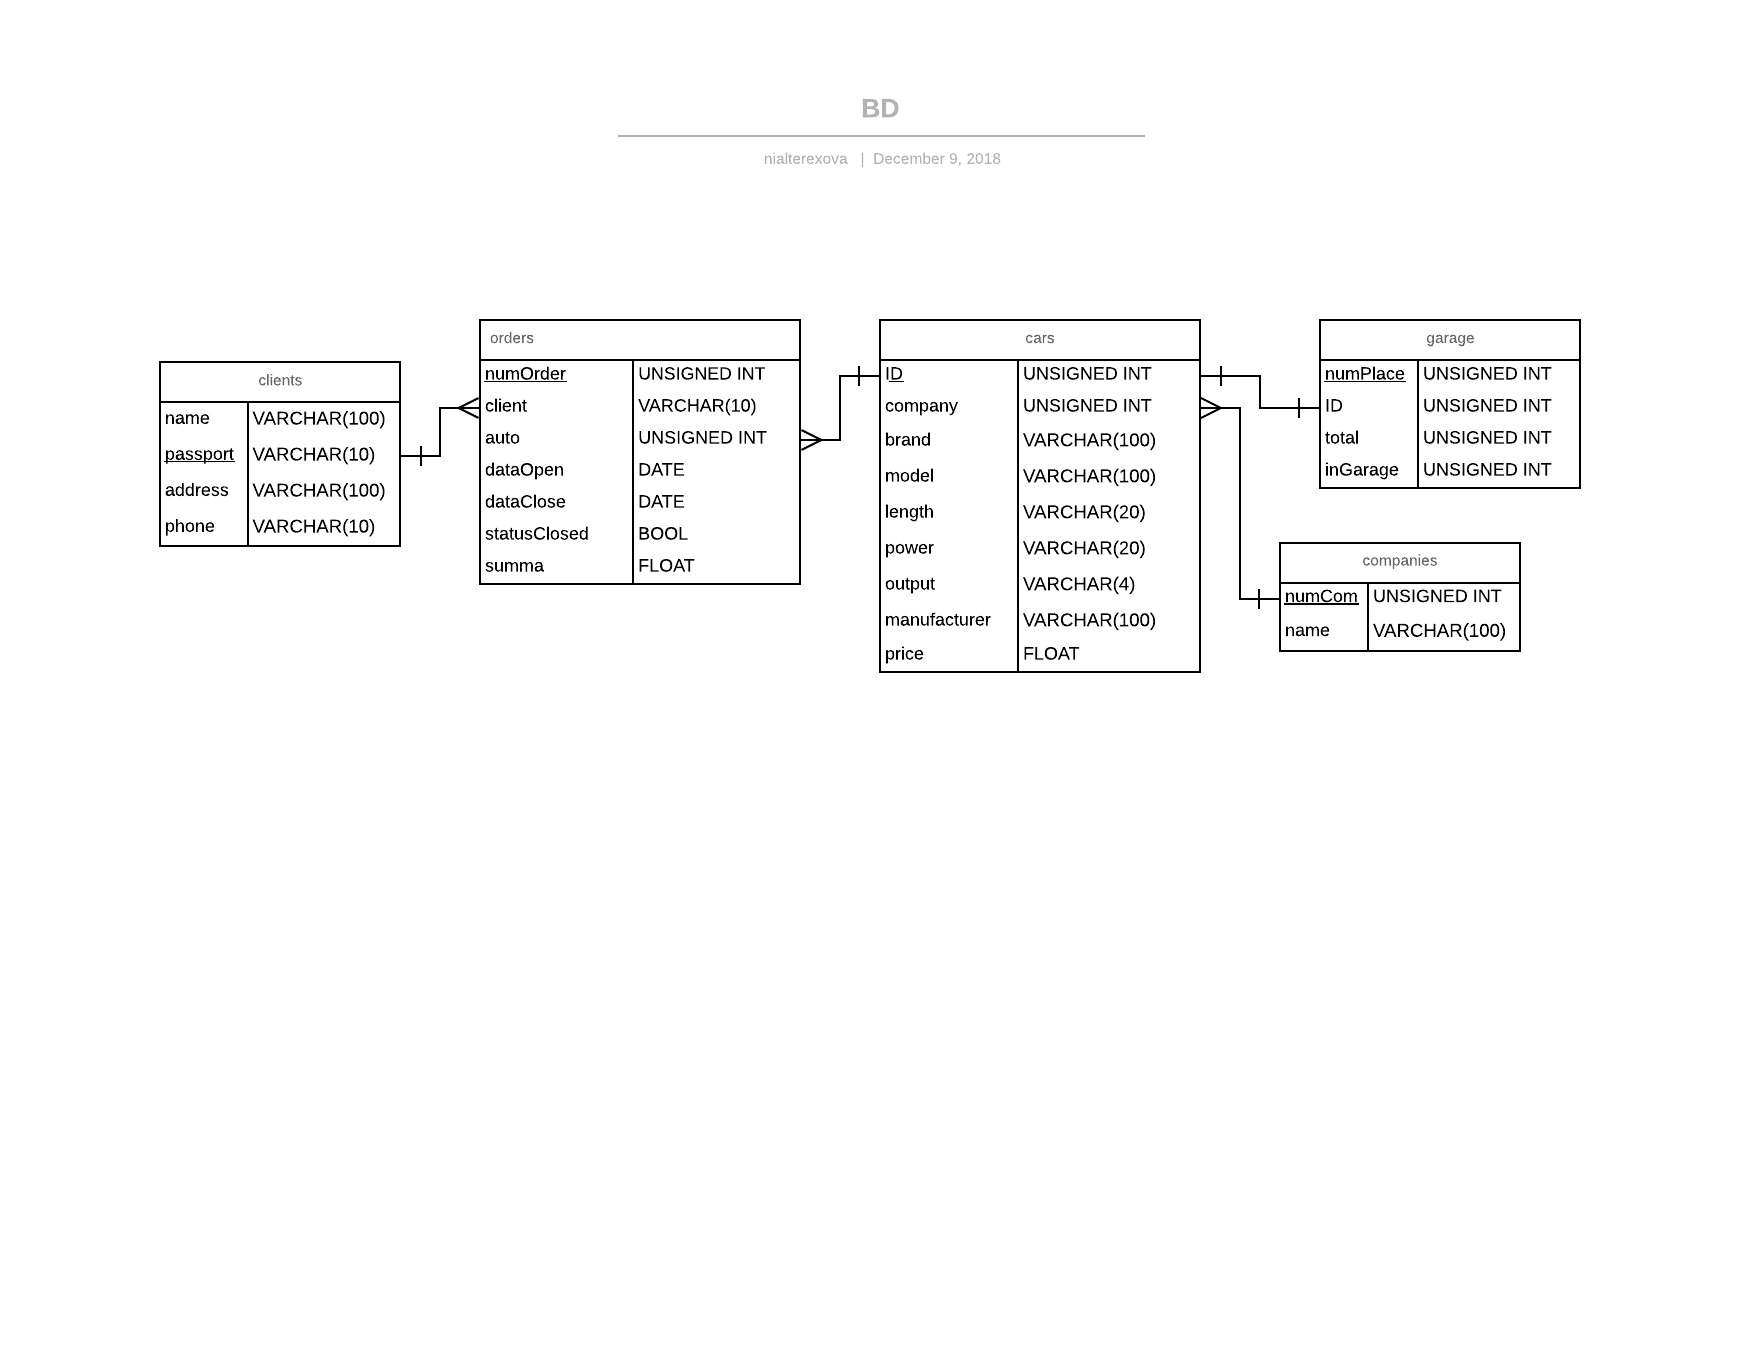 BD
nialterexova | December 9, 2018
clients
name VARCHAR(100)
passport VARCHAR(10)
address VARCHAR(100)
phone VARCHAR(10)
orders
numOrder UNSIGNED INT
client VARCHAR(10)
auto UNSIGNED INT
dataOpen DATE
dataClose DATE
statusClosed BOOL
summa FLOAT
cars
ID UNSIGNED INT
company UNSIGNED INT
brand VARCHAR(100)
model VARCHAR(100)
length VARCHAR(20)
power VARCHAR(20)
output VARCHAR(4)
manufacturer VARCHAR(100)
price FLOAT
garage
numPlace UNSIGNED INT
ID UNSIGNED INT
total UNSIGNED INT
inGarage UNSIGNED INT
companies
numCom UNSIGNED INT
name VARCHAR(100)